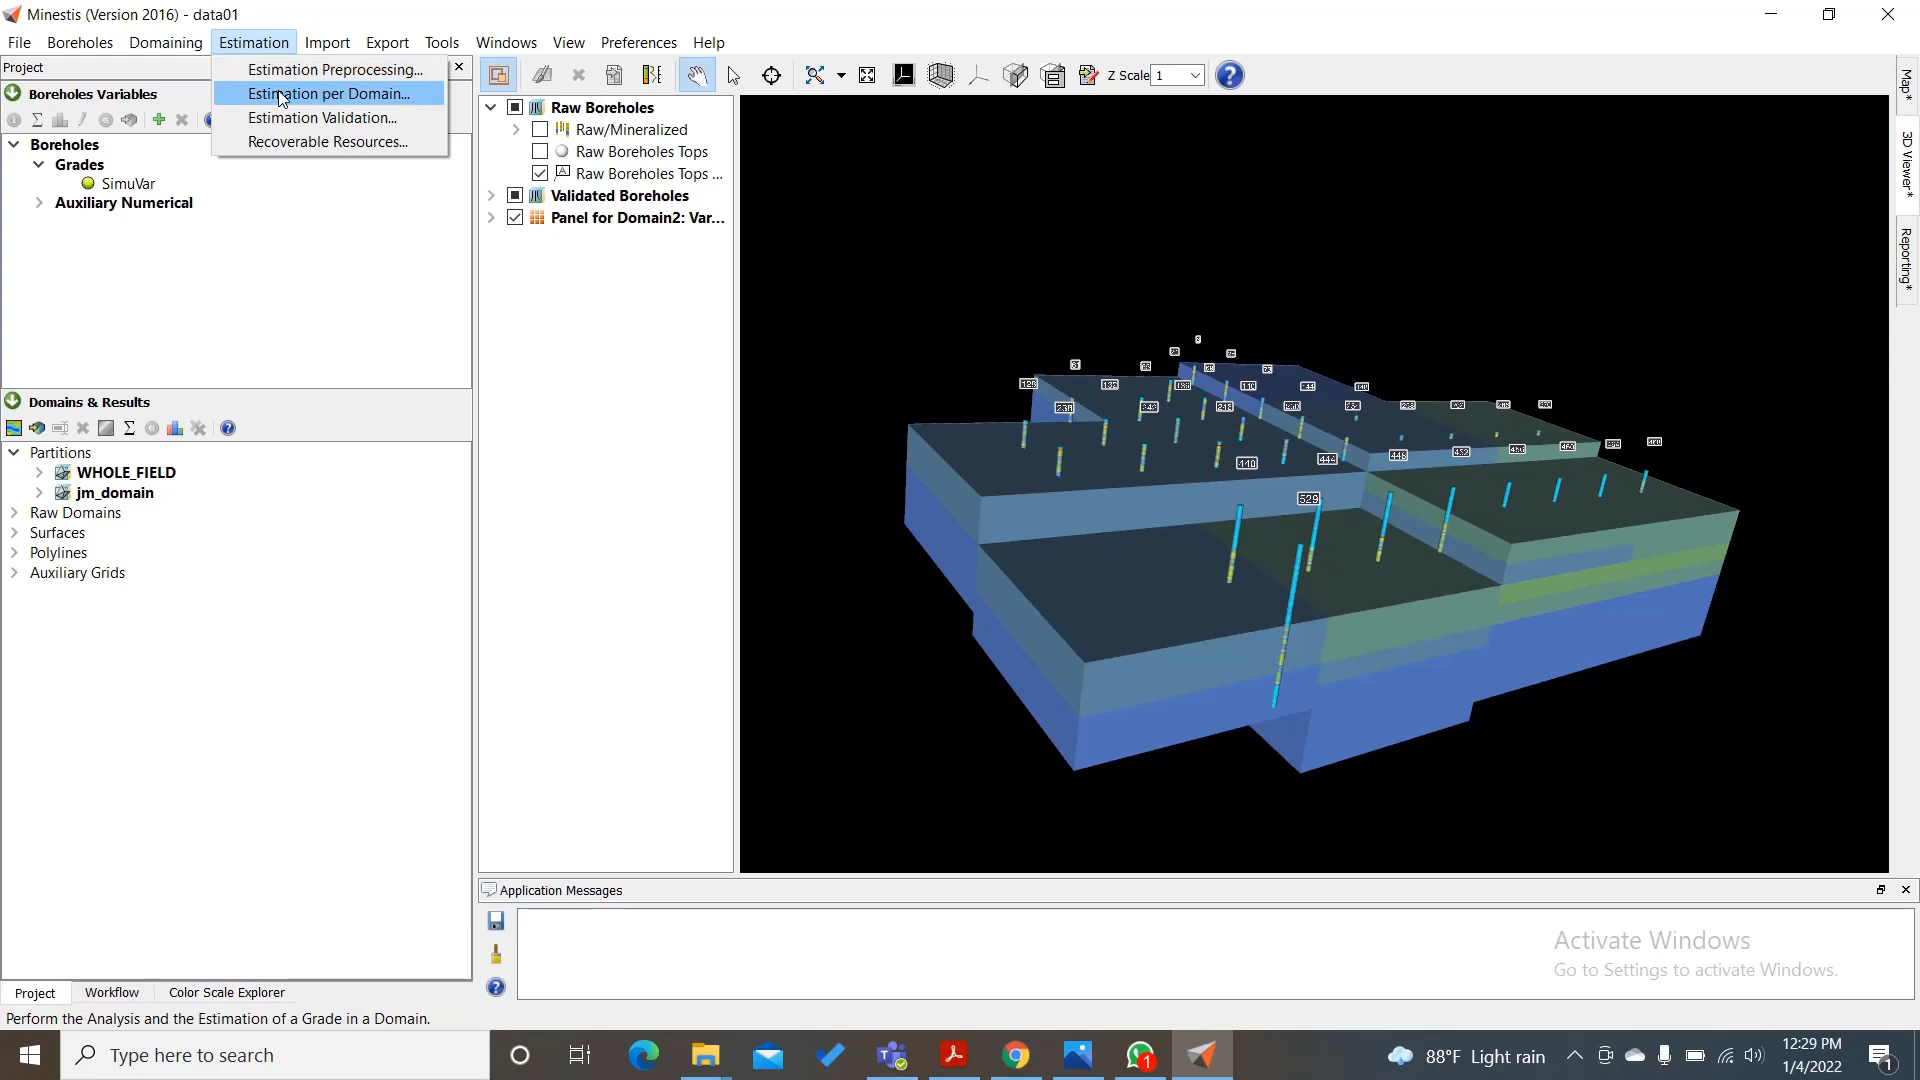 Minestis (Version 2016) - data01
File Boreholes Domaining Estimation Import Export Tools Windows View Preferences Help
Project
Estimation Preprocessing...
Estimation per Domain...
Estimation Validation...
Recoverable Resources...
Z Scale 1
Boreholes Variables
Boreholes
Grades
SimuVar
Auxiliary Numerical
Domains & Results
Partitions
WHOLE_FIELD
jm_domain
Raw Domains
Surfaces
Polylines
Auxiliary Grids
Raw Boreholes
Raw/Mineralized
Raw Boreholes Tops
Raw Boreholes Tops ...
Validated Boreholes
Panel for Domain2: Var...
Map*
3D Viewer*
Reporting*
440
444
529
Application Messages
Activate Windows
Go to Settings to activate Windows.
Project Workflow Color Scale Explorer
Perform the Analysis and the Estimation of a Grade in a Domain.
Type here to search
1
88°F Light rain
12:29 PM
1/4/2022
1